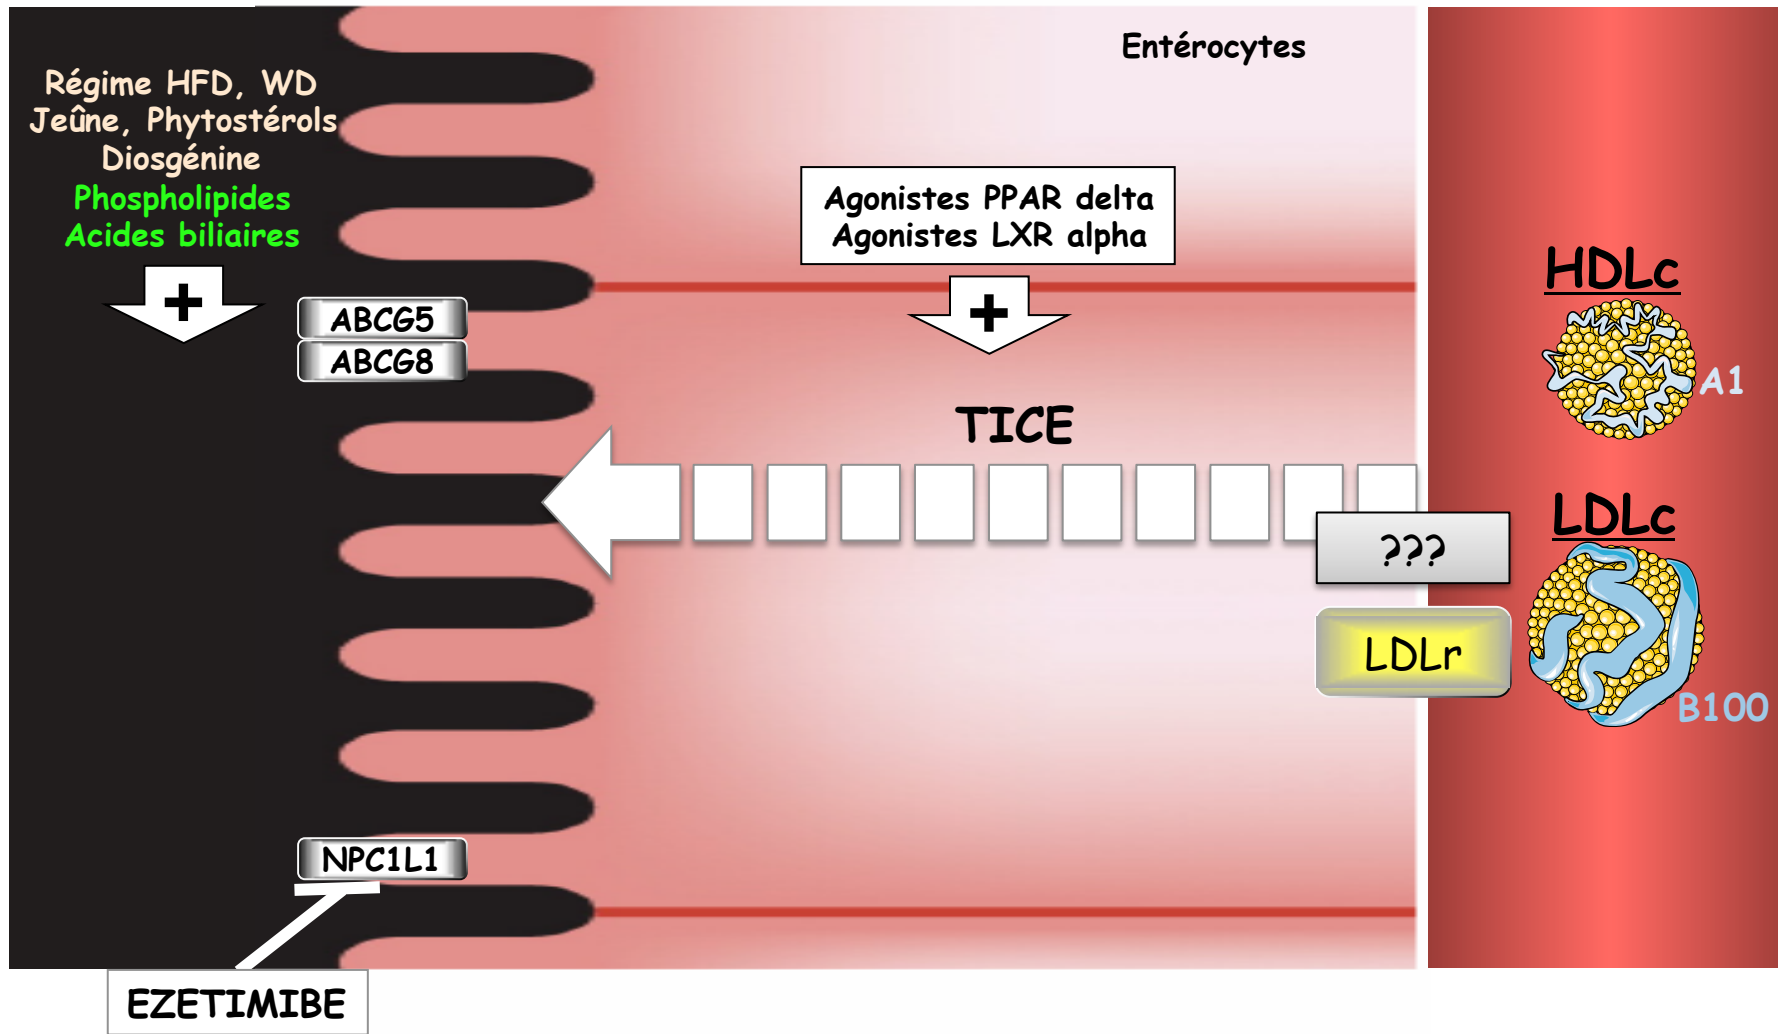 Entérocytes
Régime HFD, WD
Jeûne, Phytostérols
Diosgénine
Phospholipides
Acides biliaires
+
Agonistes PPAR delta
Agonistes LXR alpha
+
ABCG5
ABCG8
TICE
HDLc
A1
???
LDLc
LDLr
B100
NPC1L1
EZETIMIBE